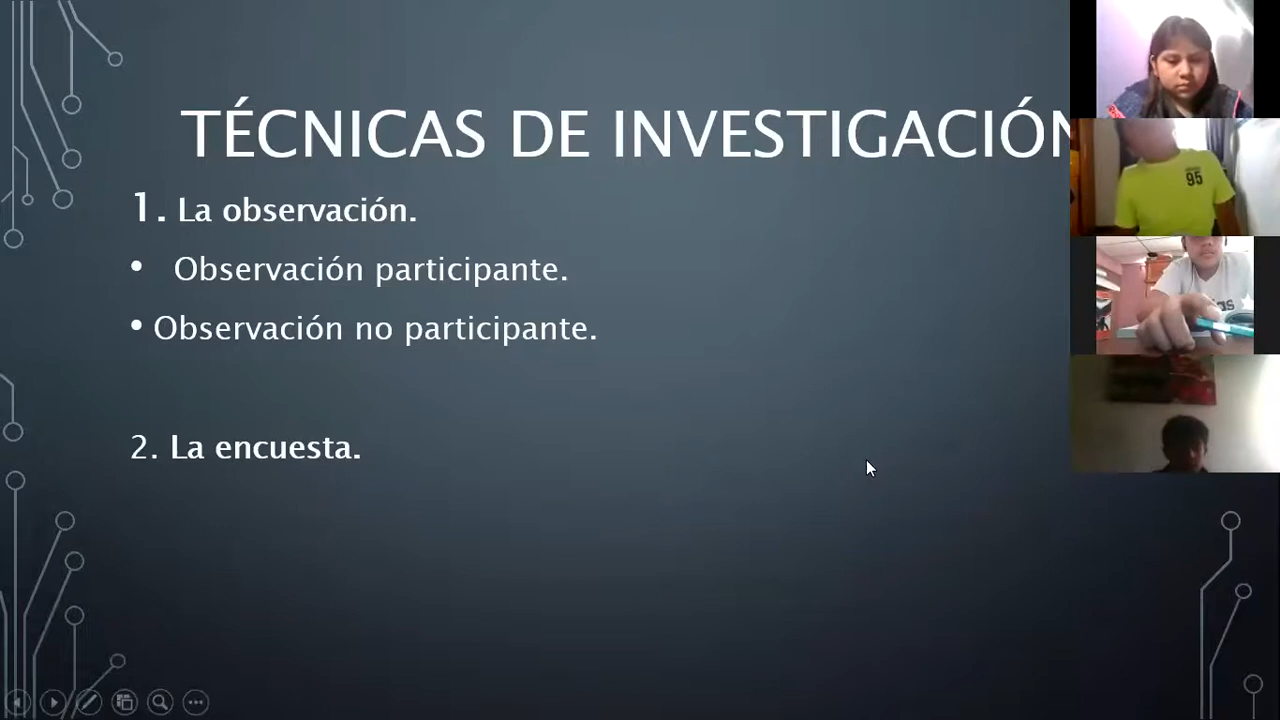 TÉCNICAS DE INVESTIGACIÓN
1. La observación.
• Observación participante.
• Observación no participante.
2. La encuesta.
95